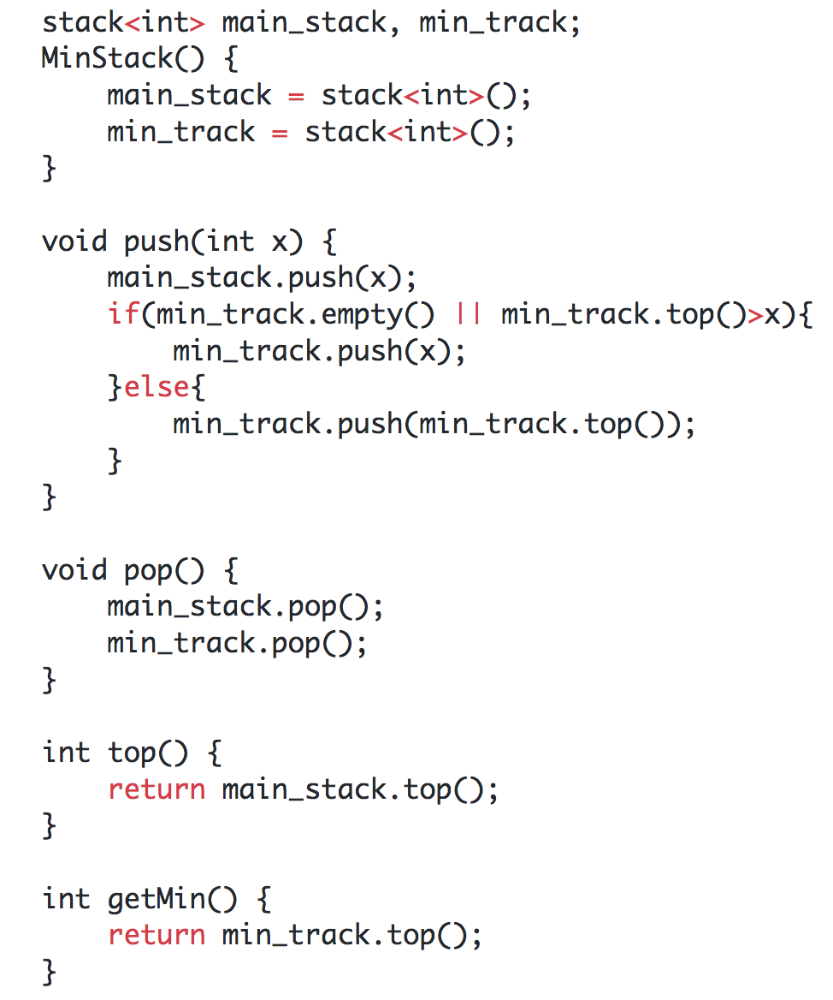 stack<int> main_stack, min_track;
MinStack() {
    main_stack = stack<int>();
    min_track = stack<int>();
}

void push(int x) {
    main_stack.push(x);
    if(min_track.empty() || min_track.top()>x){
        min_track.push(x);
    }else{
        min_track.push(min_track.top());
    }
}

void pop() {
    main_stack.pop();
    min_track.pop();
}

int top() {
    return main_stack.top();
}

int getMin() {
    return min_track.top();
}